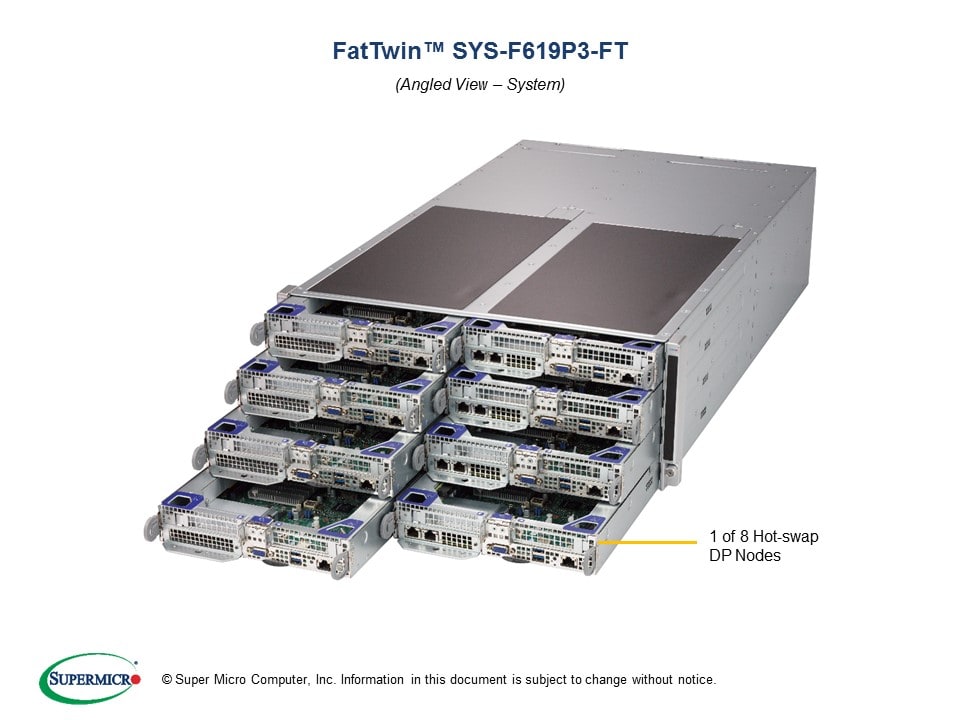 FatTwin™ SYS-F619P3-FT
(Angled View – System)
1 of 8 Hot-swap
DP Nodes
SUPERMICRO
© Super Micro Computer, Inc. Information in this document is subject to change without notice.